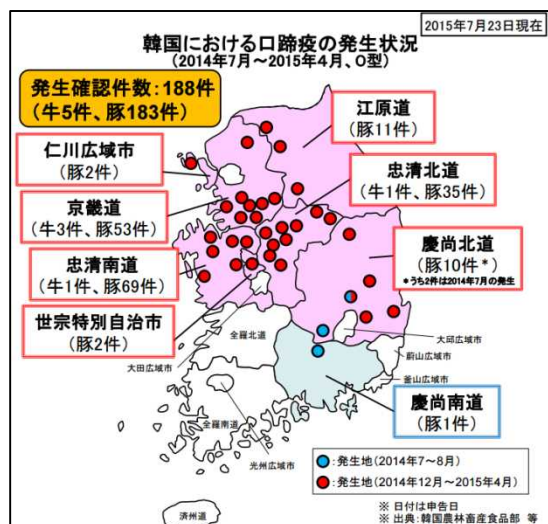 2015年7月23日現在
韓国における口蹄疫の発生状況
(2014年7月～2015年4月、O型)
発生確認件数：188件
(牛5件、豚183件)
江原道
(豚11件)
仁川広域市
(豚2件)
忠清北道
(牛1件、豚35件)
京畿道
(牛3件、豚53件)
慶尚北道
(豚10件*)
*うち2件は2014年7月の発生
忠清南道
(牛1件、豚69件)
世宗特別自治市
(豚2件)
全羅北道
大邱広域市
大田広域市
蔚山広域市
釜山広域市
慶尚南道
(豚1件)
全羅南道
光州広域市
:発生地(2014年7～8月)
:発生地(2014年12月～2015年4月)
済州道
※ 日付は申告日
※ 出典：韓国農林畜産食品部 等